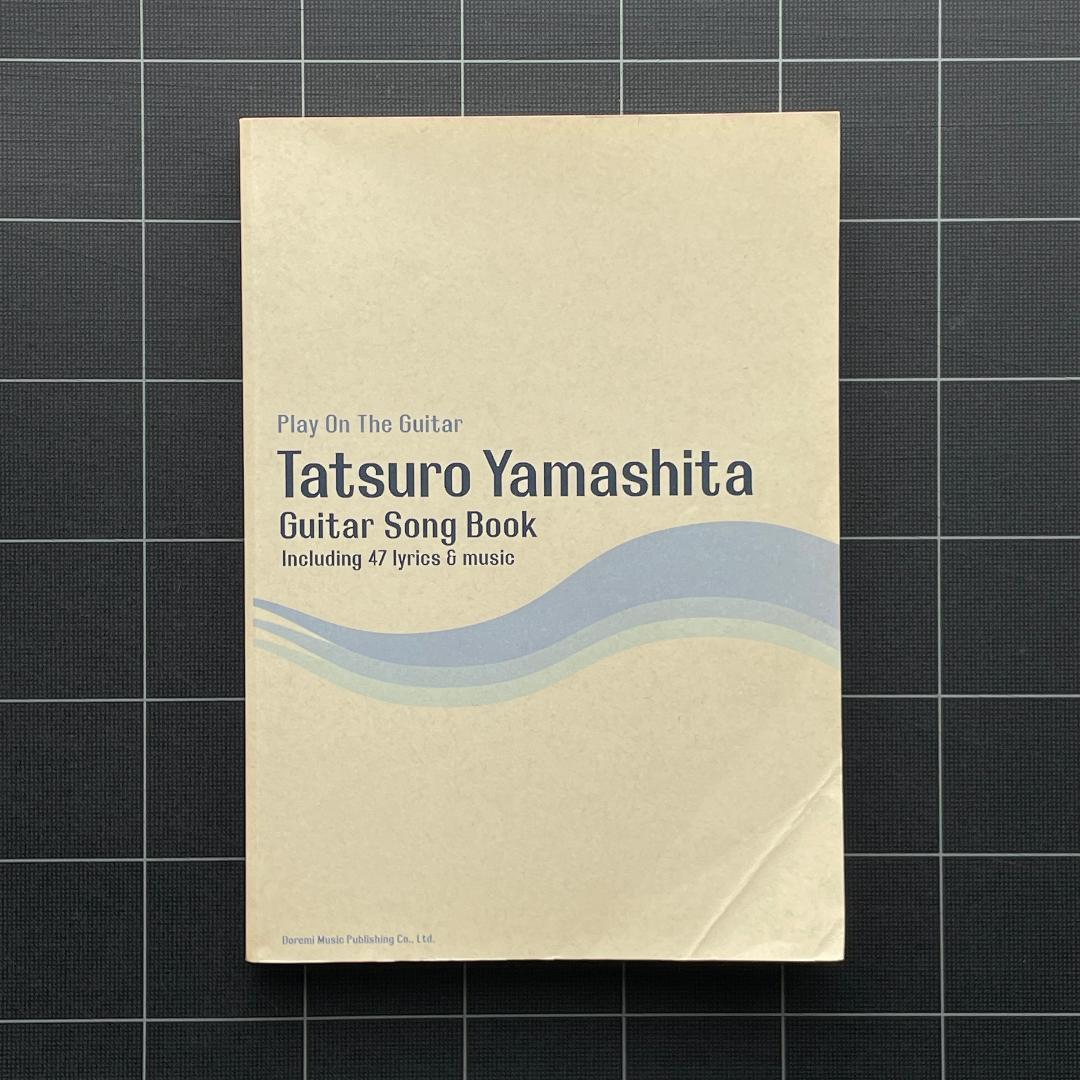 Play On The Guitar
Tatsuro Yamashita
Guitar Song Book
Including 47 lyrics & music
Doremi Music Publishing Co., Ltd.